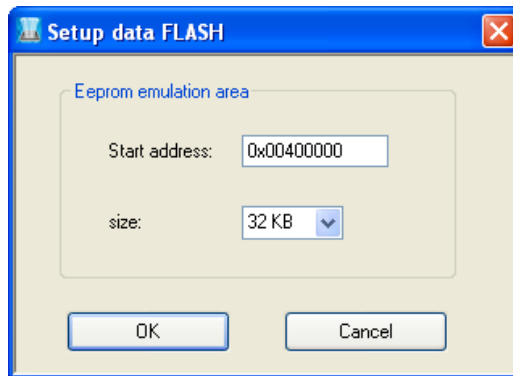 Setup data FLASH
Eeprom emulation area
Start address: 0x00400000
size: 32 KB
OK Cancel